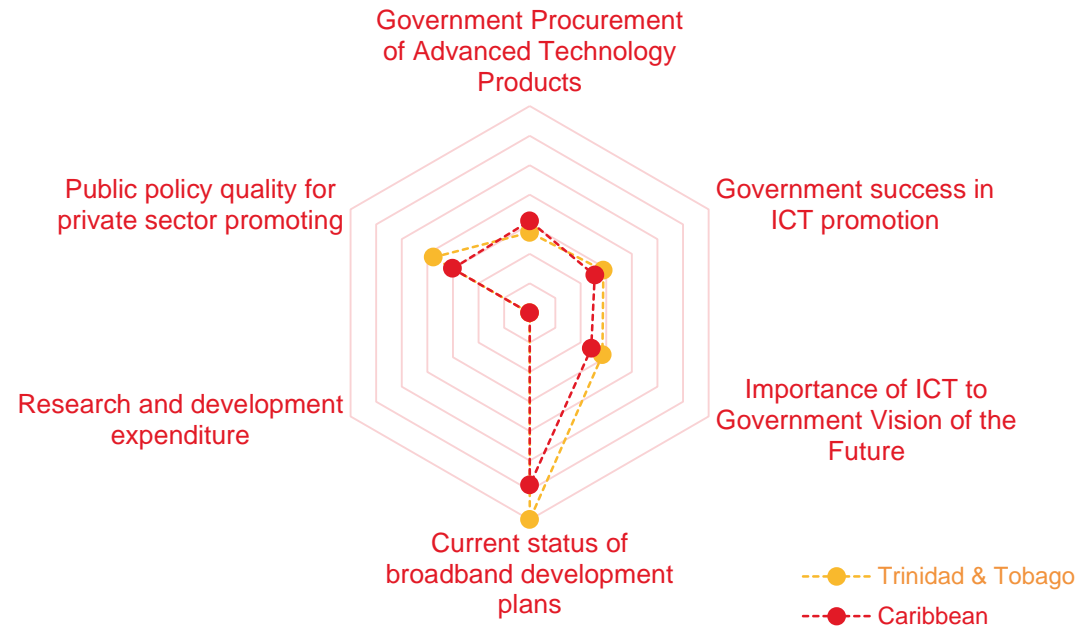 Government Procurement
of Advanced Technology
Products
Public policy quality for
private sector promoting
Government success in
ICT promotion
Research and development
expenditure
Importance of ICT to
Government Vision of the
Future
Current status of
broadband development
plans
Trinidad & Tobago
Caribbean